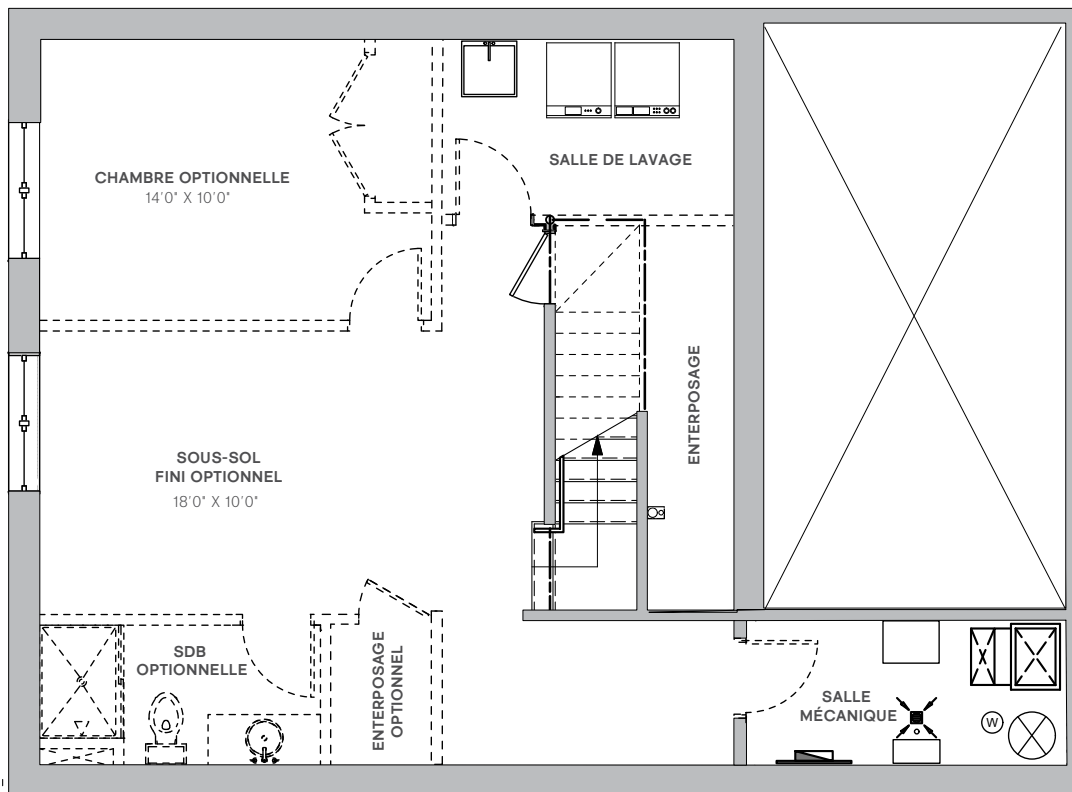 CHAMBRE OPTIONNELLE
14'0" X 10'0"
SALLE DE LAVAGE
ENTERPOSAGE
SOUS-SOL
FINI OPTIONNEL
18'0" X 10'0"
SDB
OPTIONNELLE
ENTERPOSAGE
OPTIONNEL
SALLE
MÉCANIQUE
W